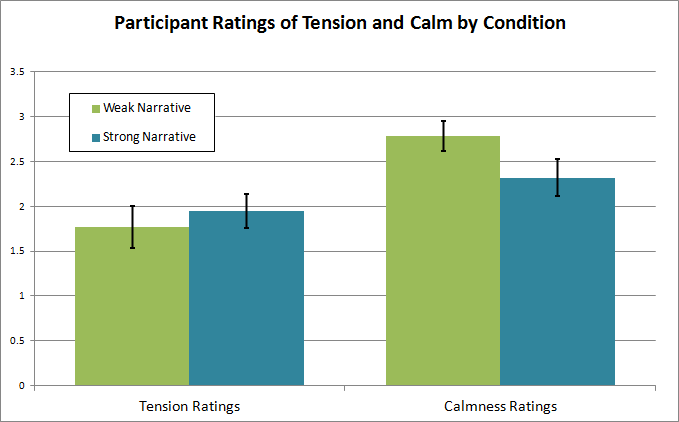 Participant Ratings of Tension and Calm by Condition
3.5
3
2.5
2
1.5
1
0.5
0
Weak Narrative
Strong Narrative
Tension Ratings
Calmness Ratings